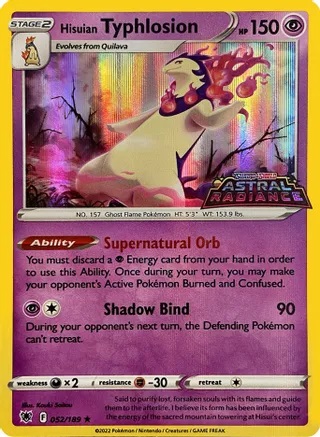 STAGE 2
Hisuian Typhlosion HP 150
Evolves from Quilava
ASTRAL
RADIANCE
NO. 157 Ghost Flame Pokémon HT: 5'3" WT: 153.9 lbs.
Ability Supernatural Orb
You must discard a Energy card from your hand in order
to use this Ability. Once during your turn, you may make
your opponent's Active Pokémon Burned and Confused.
Shadow Bind 90
During your opponent's next turn, the Defending Pokémon
can't retreat.
weakness ×2 resistance -30 retreat
Illus. Kouki Saitou
F 052/189 ★
Said to purify lost, forsaken souls with its flames and guide
them to the afterlife. I believe its form has been influenced by
the energy of the sacred mountain towering at Hisui's center.
©2022 Pokémon / Nintendo / Creatures / GAME FREAK